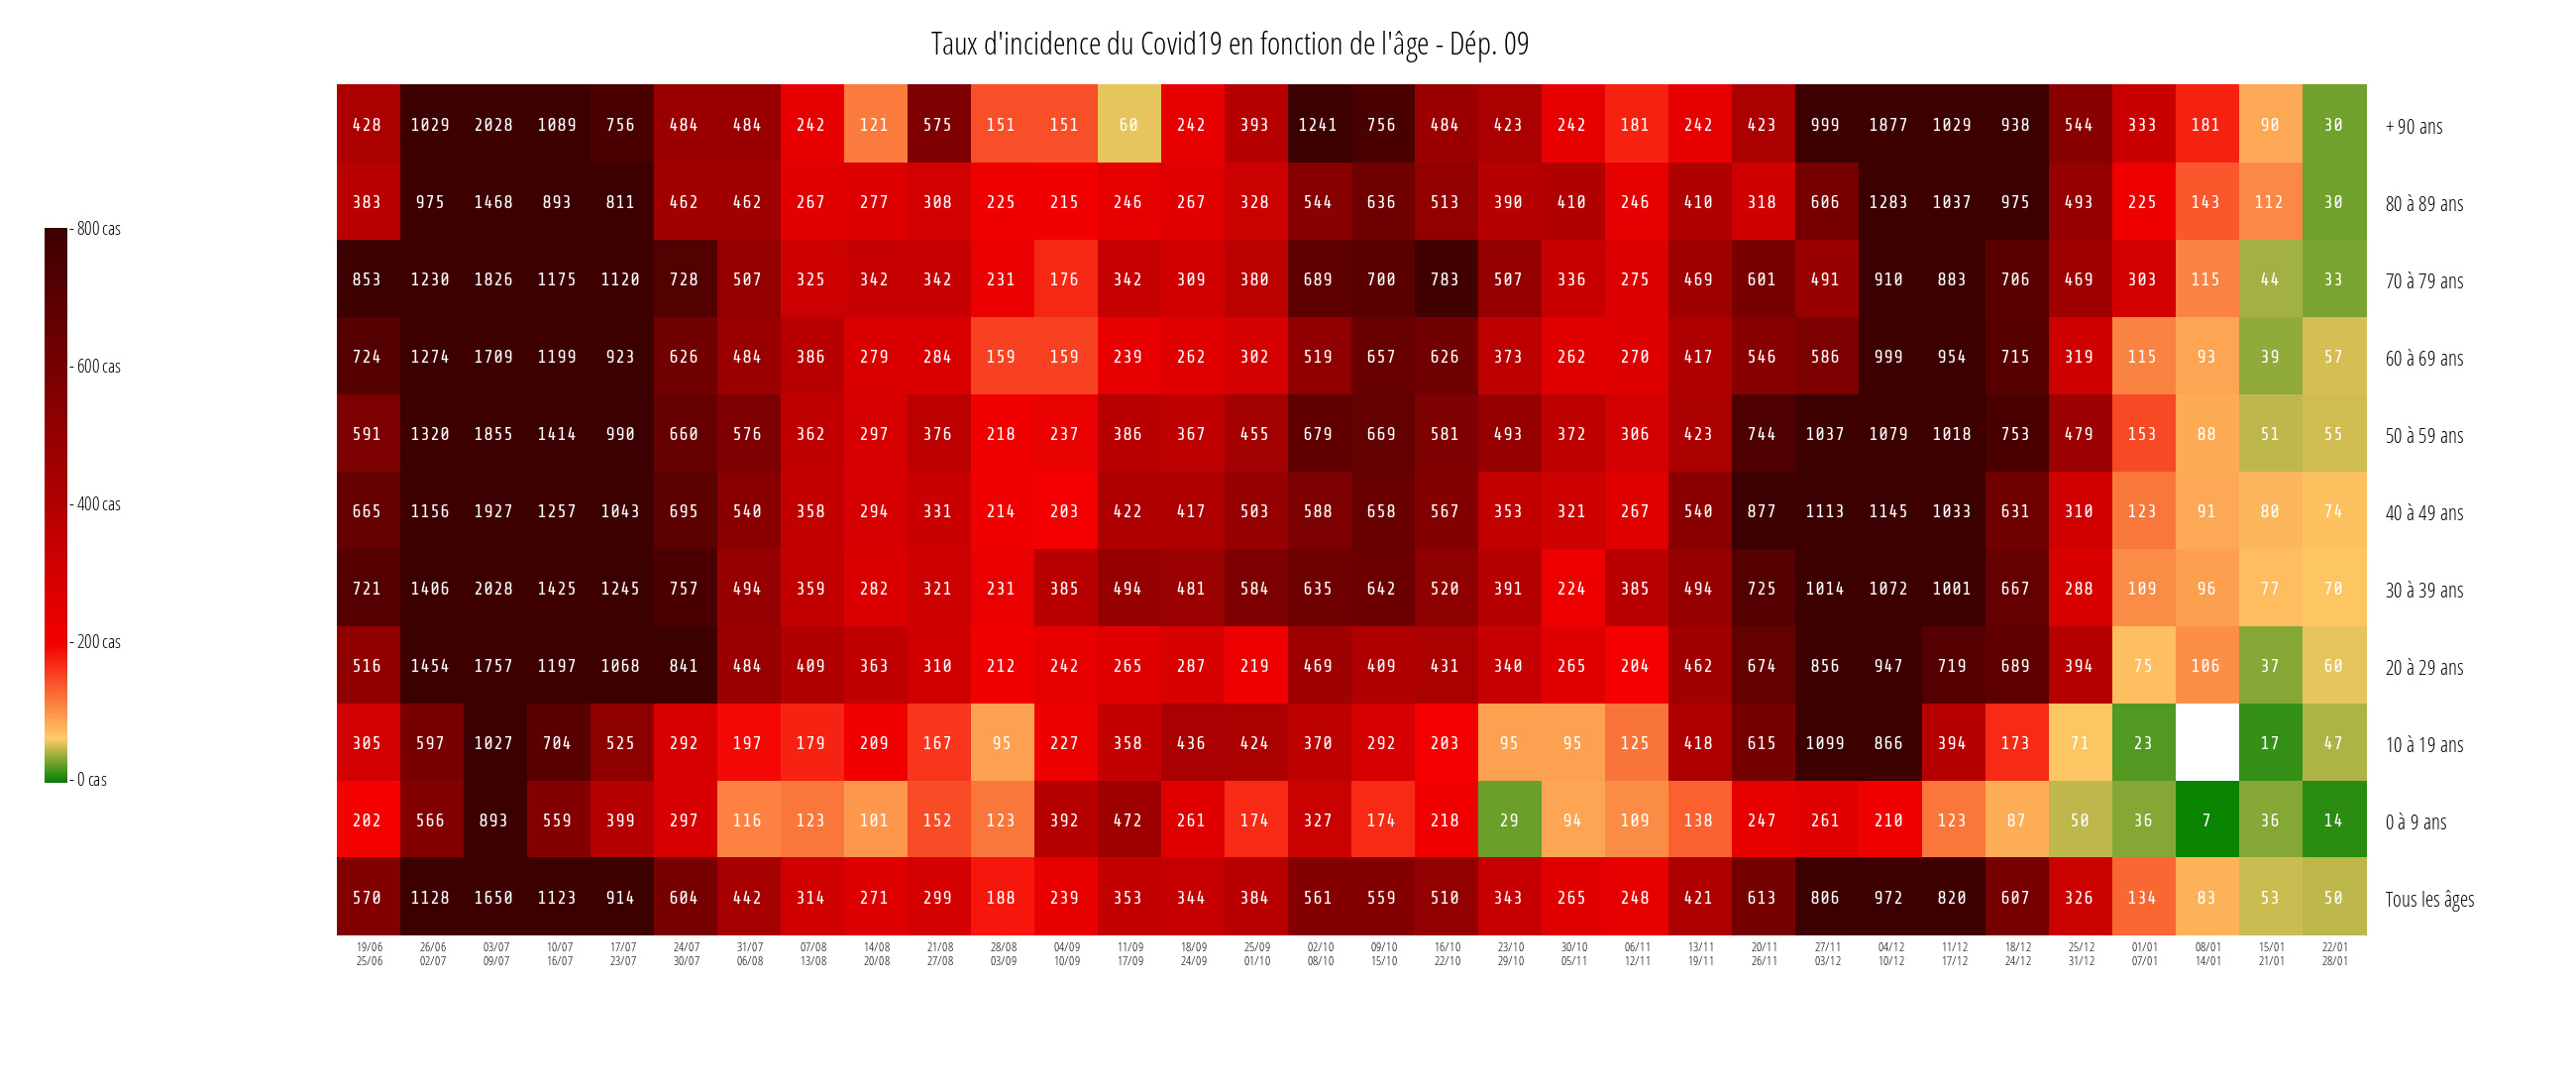 Taux d'incidence du Covid19 en fonction de l'âge - Dép. 09
428 1029 2028 1089 756 484 484 242 121 575 151 151 60 242 393 1241 756 484 423 242 181 242 423 999 1877 1029 938 544 333 181 90 30 + 90 ans
383 975 1468 893 811 462 462 267 277 308 225 215 246 267 328 544 636 513 390 410 246 410 318 606 1283 1037 975 493 225 143 112 30 80 à 89 ans
- 800 cas
853 1230 1826 1175 1120 728 507 325 342 342 231 176 342 309 380 689 700 783 507 336 275 469 601 491 910 883 706 469 303 115 44 33 70 à 79 ans
724 1274 1709 1199 923 626 484 386 279 284 159 159 239 262 302 519 657 626 373 262 270 417 546 586 999 954 715 319 115 93 39 57 60 à 69 ans
- 600 cas
591 1320 1855 1414 990 660 576 362 297 376 218 237 386 367 455 679 669 581 493 372 306 423 744 1037 1079 1018 753 479 153 88 51 55 50 à 59 ans
- 400 cas
665 1156 1927 1257 1043 695 540 358 294 331 214 203 422 417 503 588 658 567 353 321 267 540 877 1113 1145 1033 631 310 123 91 80 74 40 à 49 ans
721 1406 2028 1425 1245 757 494 359 282 321 231 385 494 481 584 635 642 520 391 224 385 494 725 1014 1072 1001 667 288 109 96 77 70 30 à 39 ans
- 200 cas
516 1454 1757 1197 1068 841 484 409 363 310 212 242 265 287 219 469 409 431 340 265 204 462 674 856 947 719 689 394 75 106 37 60 20 à 29 ans
305 597 1027 704 525 292 197 179 209 167 95 227 358 436 424 370 292 203 95 95 125 418 615 1099 866 394 173 71 23 17 47 10 à 19 ans
- 0 cas
202 566 893 559 399 297 116 123 101 152 123 392 472 261 174 327 174 218 29 94 109 138 247 261 210 123 87 50 36 7 36 14 0 à 9 ans
570 1128 1650 1123 914 604 442 314 271 299 188 239 353 344 384 561 559 510 343 265 248 421 613 806 972 820 607 326 134 83 53 50 Tous les âges
19/06 26/06 03/07 10/07 17/07 24/07 31/07 07/08 14/08 21/08 28/08 04/09 11/09 18/09 25/09 02/10 09/10 16/10 23/10 30/10 06/11 13/11 20/11 27/11 04/12 11/12 18/12 25/12 01/01 08/01 15/01 22/01
25/06 02/07 09/07 16/07 23/07 30/07 06/08 13/08 20/08 27/08 03/09 10/09 17/09 24/09 01/10 08/10 15/10 22/10 29/10 05/11 12/11 19/11 26/11 03/12 10/12 17/12 24/12 31/12 07/01 14/01 21/01 28/01